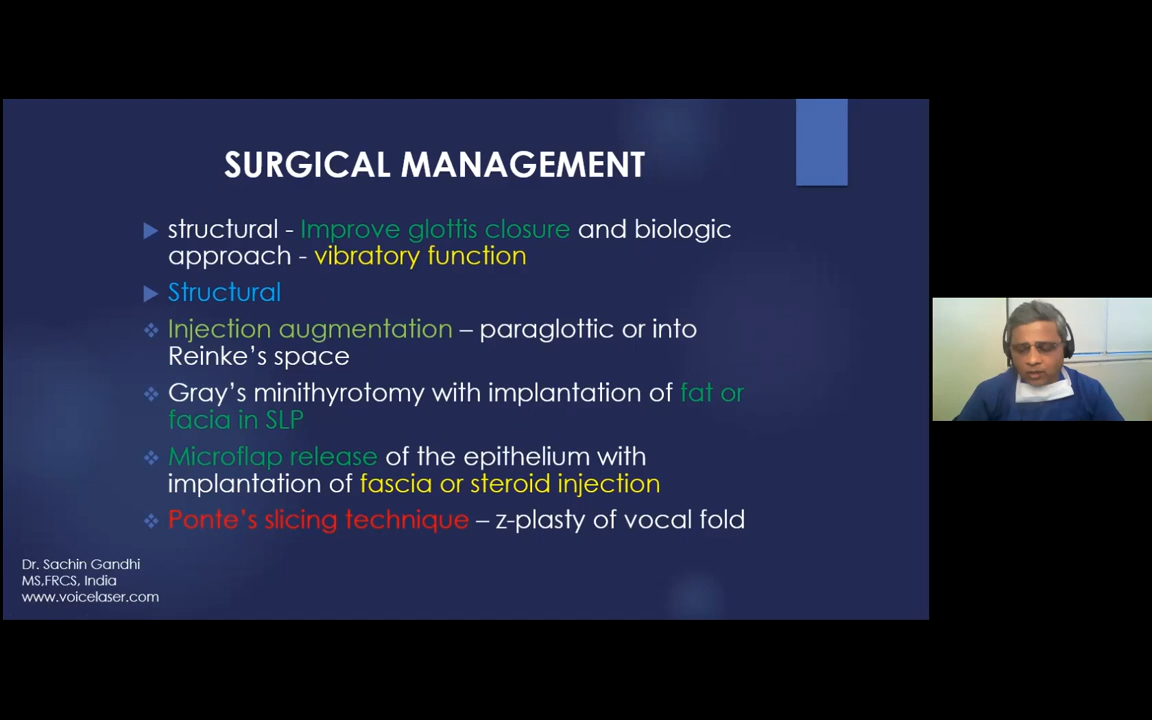 SURGICAL MANAGEMENT
structural - Improve glottis closure and biologic
approach - vibratory function
Structural
Injection augmentation – paraglottic or into
Reinke's space
Gray's minithyrotomy with implantation of fat or
facia in SLP
Microflap release of the epithelium with
implantation of fascia or steroid injection
Ponte's slicing technique – z-plasty of vocal fold
Dr. Sachin Gandhi
MS,FRCS, India
www.voicelaser.com